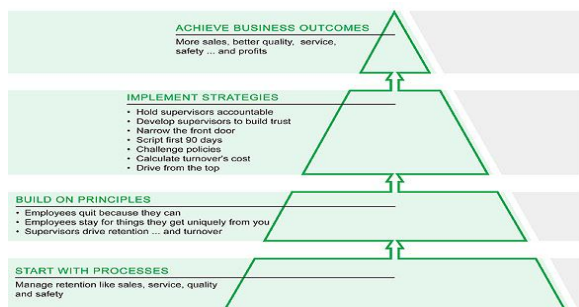 ACHIEVE BUSINESS OUTCOMES
More sales, better quality, service,
safety ... and profits
IMPLEMENT STRATEGIES
• Hold supervisors accountable
• Develop supervisors to build trust
• Narrow the front door
• Script first 90 days
• Challenge policies
• Calculate turnover's cost
• Drive from the top
BUILD ON PRINCIPLES
• Employees quit because they can
• Employees stay for things they get uniquely from you
• Supervisors drive retention ... and turnover
START WITH PROCESSES
Manage retention like sales, service, quality
and safety